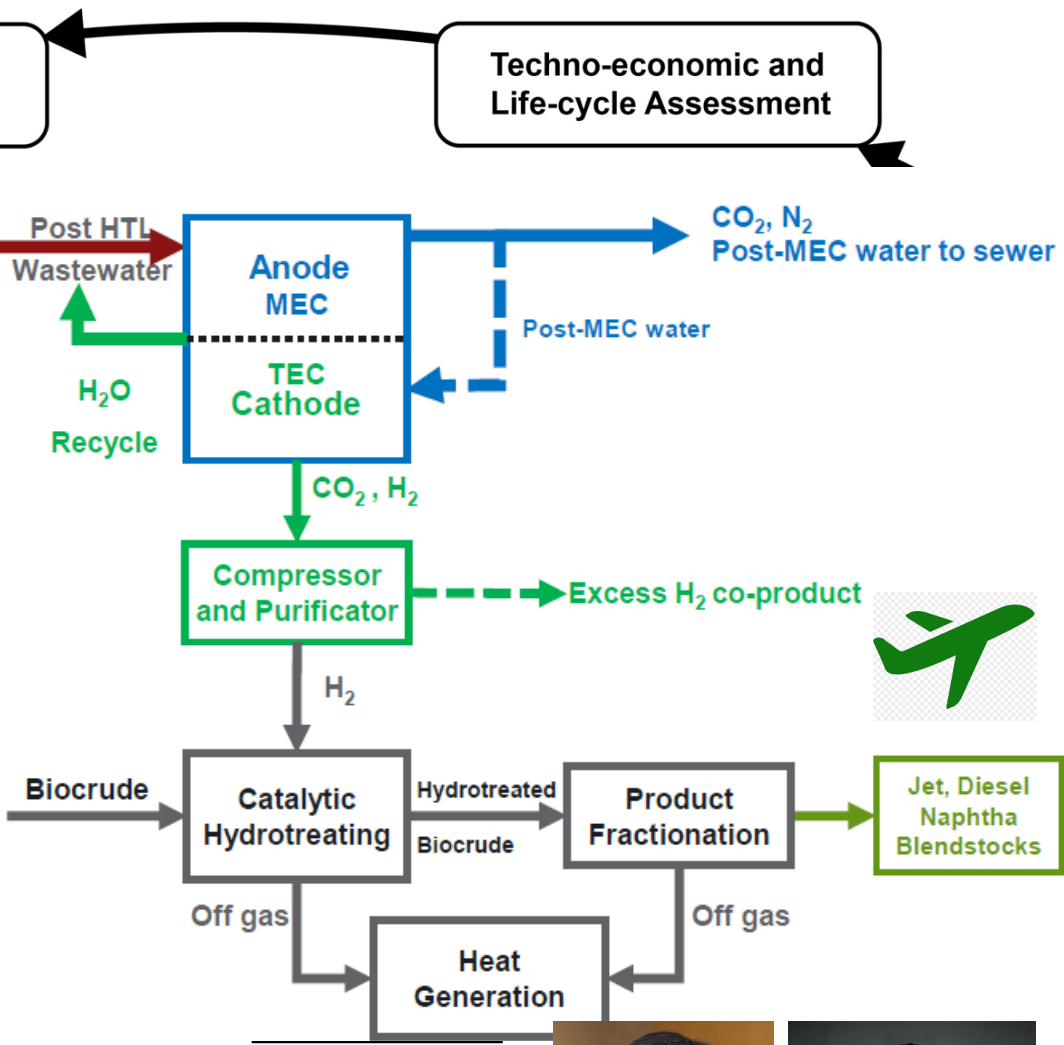 Techno-economic and
Life-cycle Assessment
Post HTL
Wastewater
Anode
MEC
CO₂, N₂
Post-MEC water to sewer
Post-MEC water
TEC
Cathode
H₂O
Recycle
CO₂ , H₂
Compressor
and Purificator
Excess H₂ co-product
H₂
Biocrude
Catalytic
Hydrotreating
Hydrotreated
Biocrude
Product
Fractionation
Jet, Diesel
Naphtha
Blendstocks
Off gas
Off gas
Heat
Generation